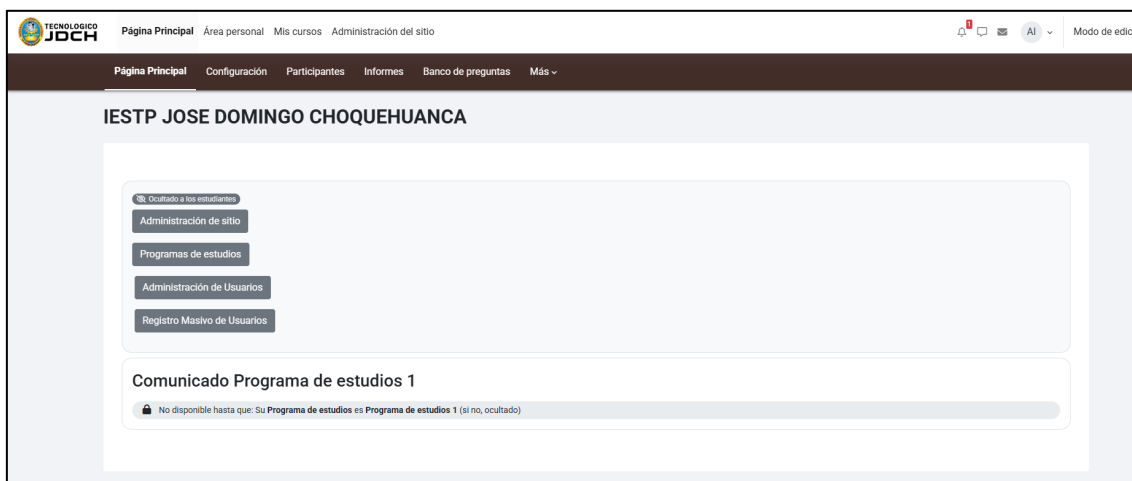 TECNOLOGICO
JDCH
Página Principal Área personal Mis cursos Administración del sitio
1
AI
Modo de edic
Página Principal Configuración Participantes Informes Banco de preguntas Más
IESTP JOSE DOMINGO CHOQUEHUANCA
Ocultado a los estudiantes
Administración de sitio
Programas de estudios
Administración de Usuarios
Registro Masivo de Usuarios
Comunicado Programa de estudios 1
No disponible hasta que: Su Programa de estudios es Programa de estudios 1 (si no, ocultado)